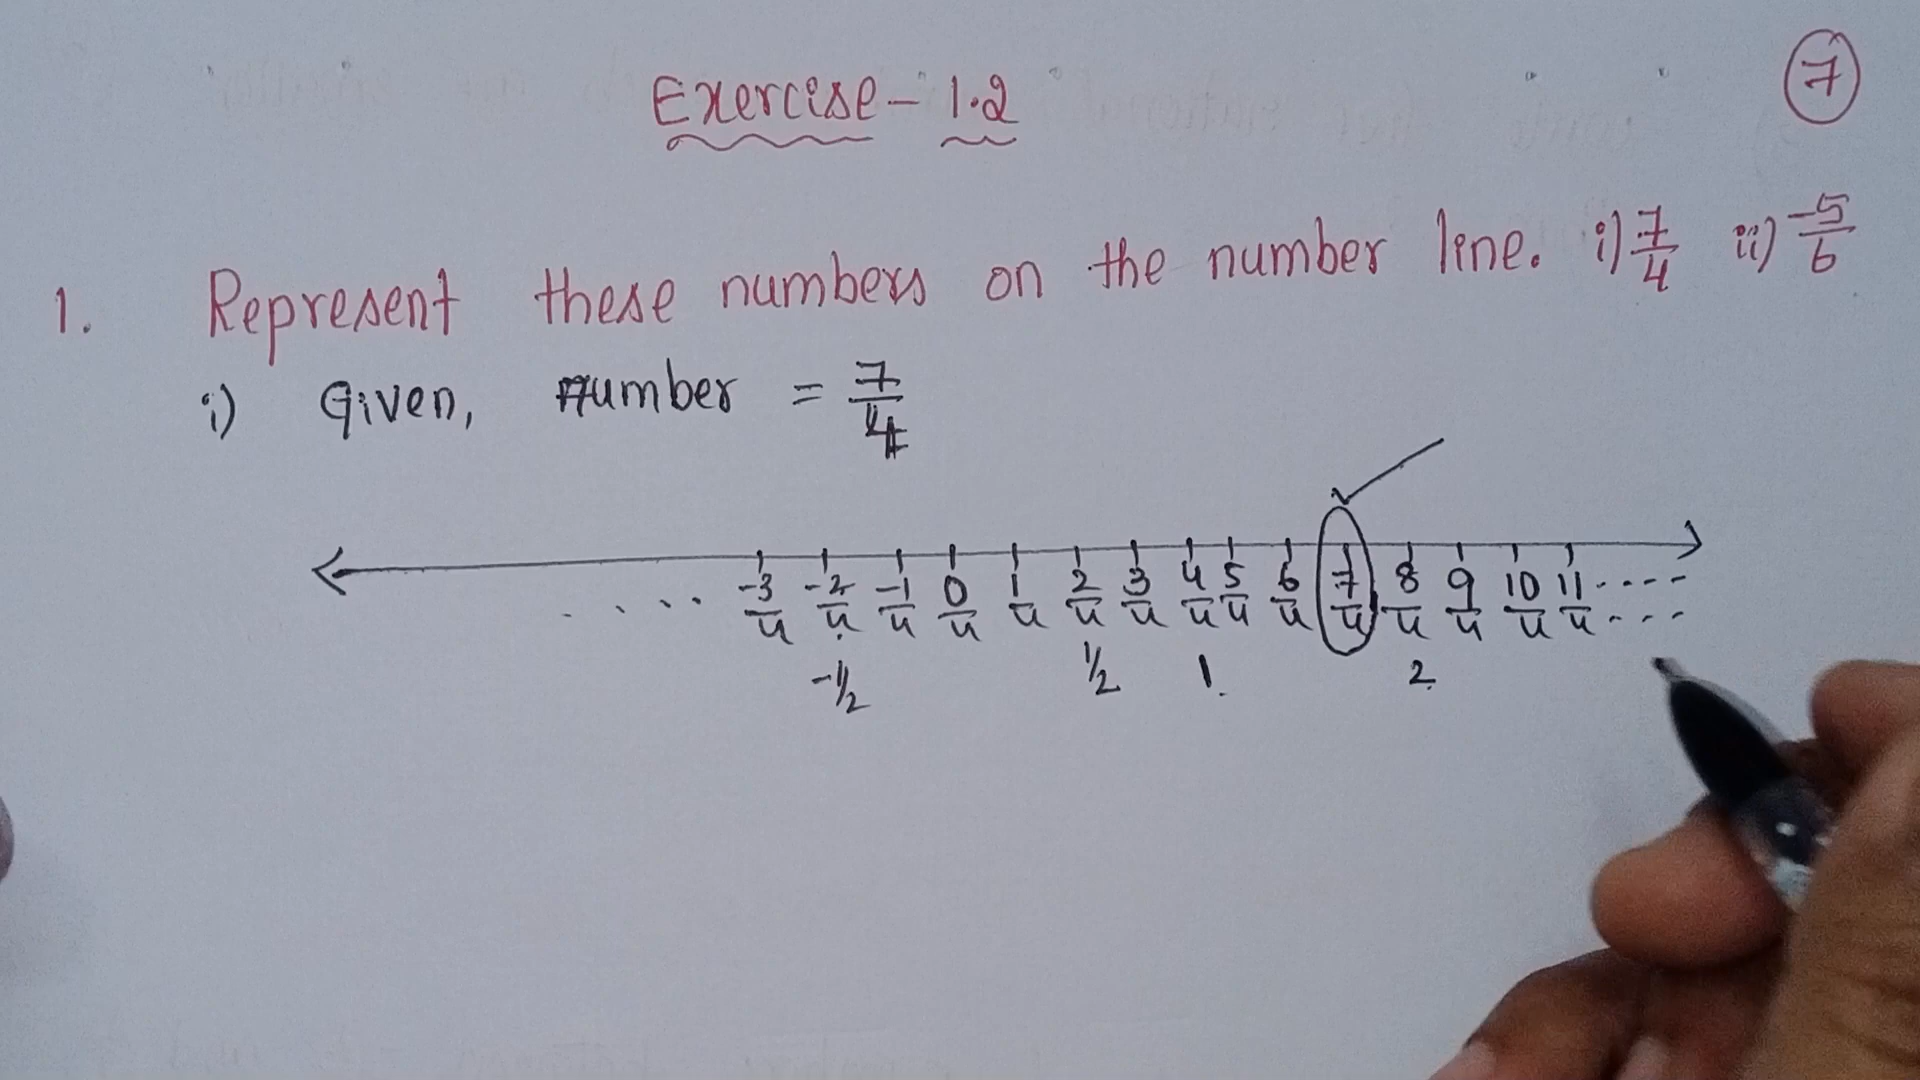 7
Exercise - 1.2
1. Represent these numbers on the number line. i) 7/4 ii) -5/6
i) Given, number = 7/4
.... -3/4 -2/4 -1/4 0/4 1/4 2/4 3/4 4/4 5/4 6/4 7/4 8/4 9/4 10/4 11/4 ....
-1/2 1/2 1. 2.